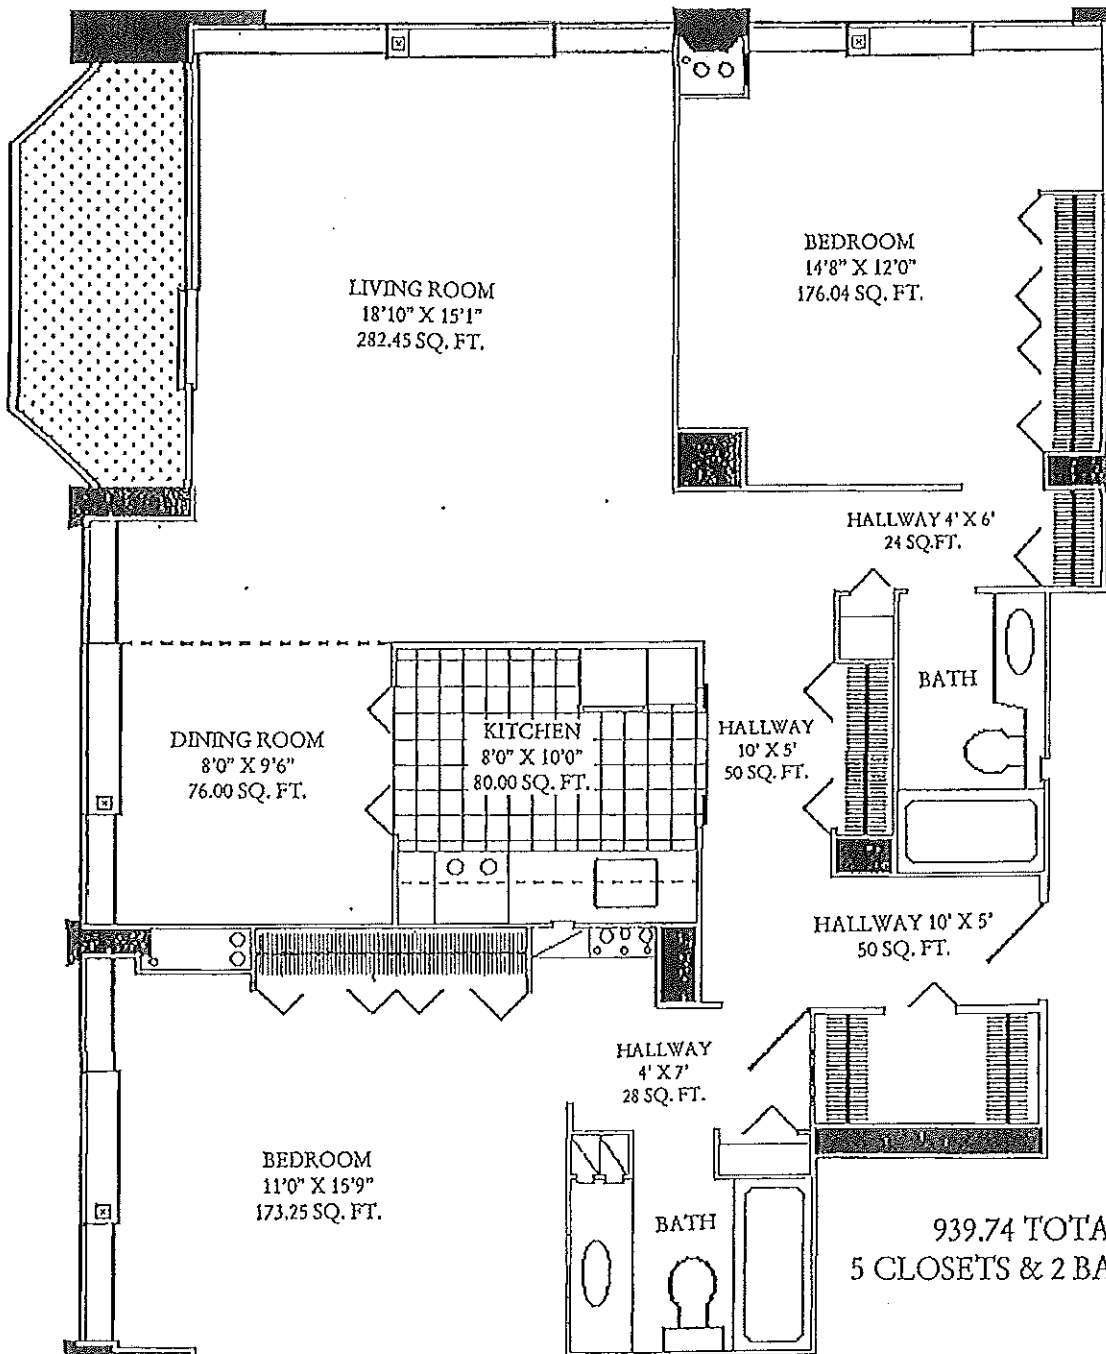 LIVING ROOM
18'10" X 15'1"
282.45 SQ. FT.
BEDROOM
14'8" X 12'0"
176.04 SQ. FT.
HALLWAY 4' X 6'
24 SQ.FT.
BATH
DINING ROOM
8'0" X 9'6"
76.00 SQ. FT.
KITCHEN
8'0" X 10'0"
80.00 SQ. FT.
HALLWAY
10' X 5'
50 SQ. FT.
HALLWAY 10' X 5'
50 SQ. FT.
HALLWAY
4' X 7'
28 SQ. FT.
BEDROOM
11'0" X 15'9"
173.25 SQ. FT.
BATH
939.74 TOTA
5 CLOSETS & 2 BA